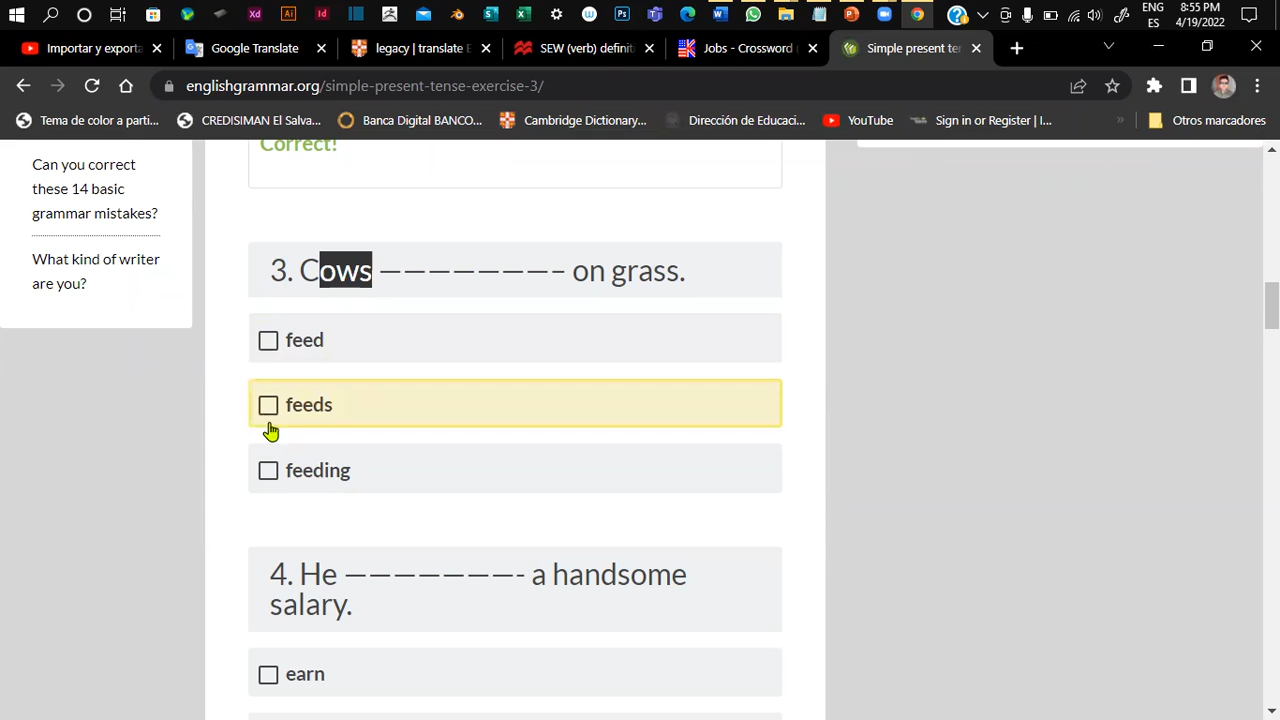 ENG 8:55 PM
ES 4/19/2022
Importar y exporta
Google Translate
legacy | translate E
SEW (verb) defini
Jobs - Crossword
Simple present te
englishgrammar.org/simple-present-tense-exercise-3/
Tema de color a parti...
CREDISIMAN El Salva...
Banca Digital BANCO...
Cambridge Dictionary...
Dirección de Educaci...
YouTube
Sign in or Register | I...
Otros marcadores
Can you correct
these 14 basic
grammar mistakes?
What kind of writer
are you?
Correct!
3. Cows ———————– on grass.
feed
feeds
feeding
4. He ———————- a handsome
salary.
earn